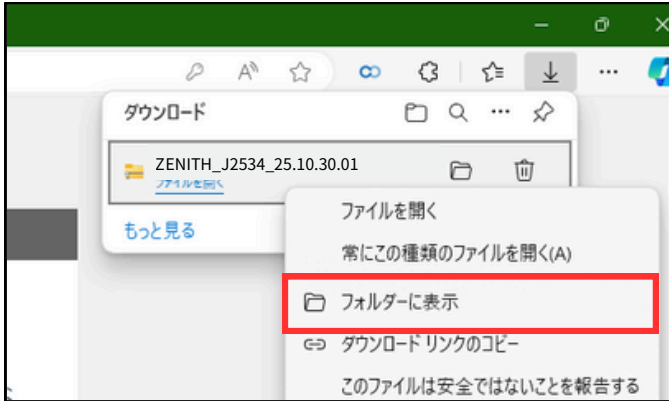 ダウンロード
ZENITH_J2534_25.10.30.01
ファイルを開く
もっと見る
ファイルを開く
常にこの種類のファイルを開く(A)
フォルダーに表示
ダウンロード リンクのコピー
このファイルは安全ではないことを報告する